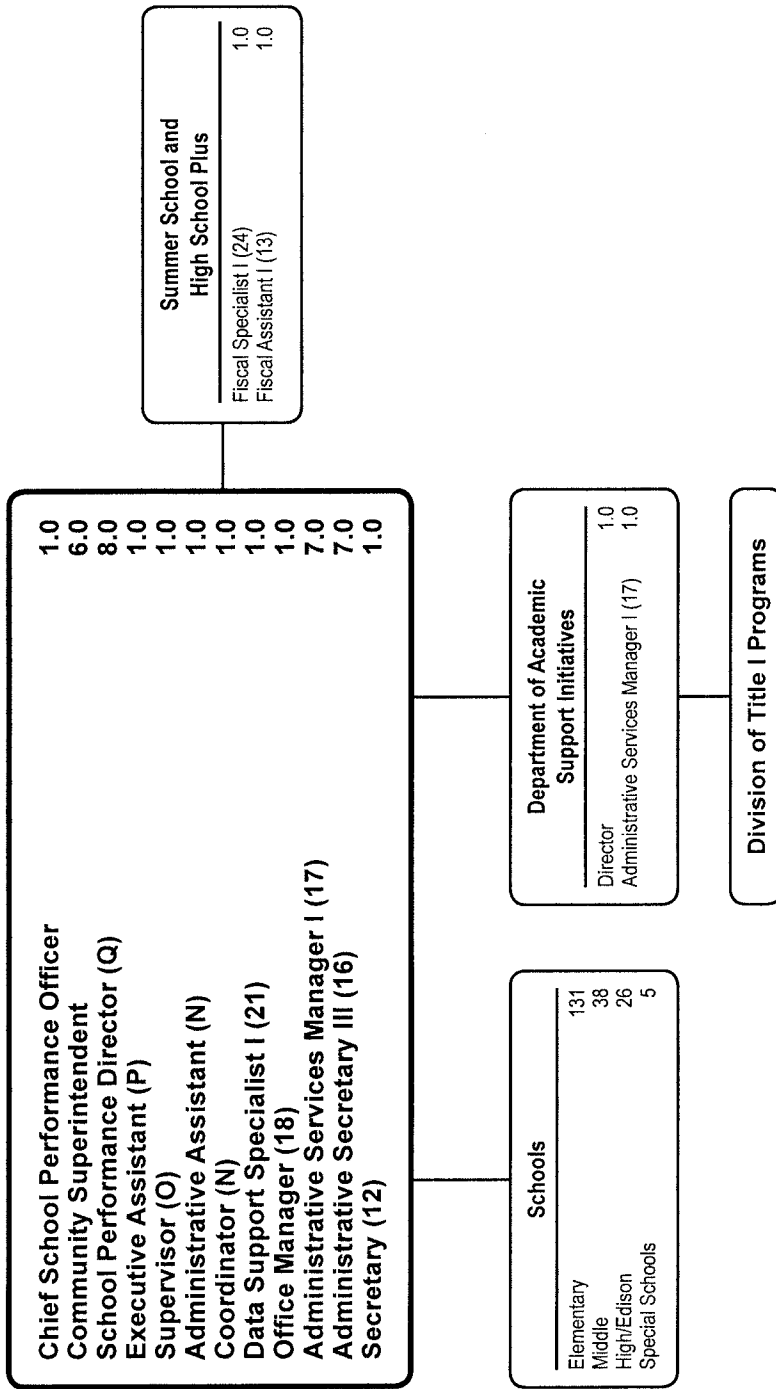 Chief School Performance Officer 1.0
Community Superintendent 6.0
School Performance Director (Q) 8.0
Executive Assistant (P) 1.0
Supervisor (O) 1.0
Administrative Assistant (N) 1.0
Coordinator (N) 1.0
Data Support Specialist I (21) 1.0
Office Manager (18) 1.0
Administrative Services Manager I (17) 7.0
Administrative Secretary III (16) 7.0
Secretary (12) 1.0
Summer School and
High School Plus
Fiscal Specialist I (24) 1.0
Fiscal Assistant I (13) 1.0
Schools
Elementary 131
Middle 38
High/Edison 26
Special Schools 5
Department of Academic
Support Initiatives
Director 1.0
Administrative Services Manager I (17) 1.0
Division of Title I Programs